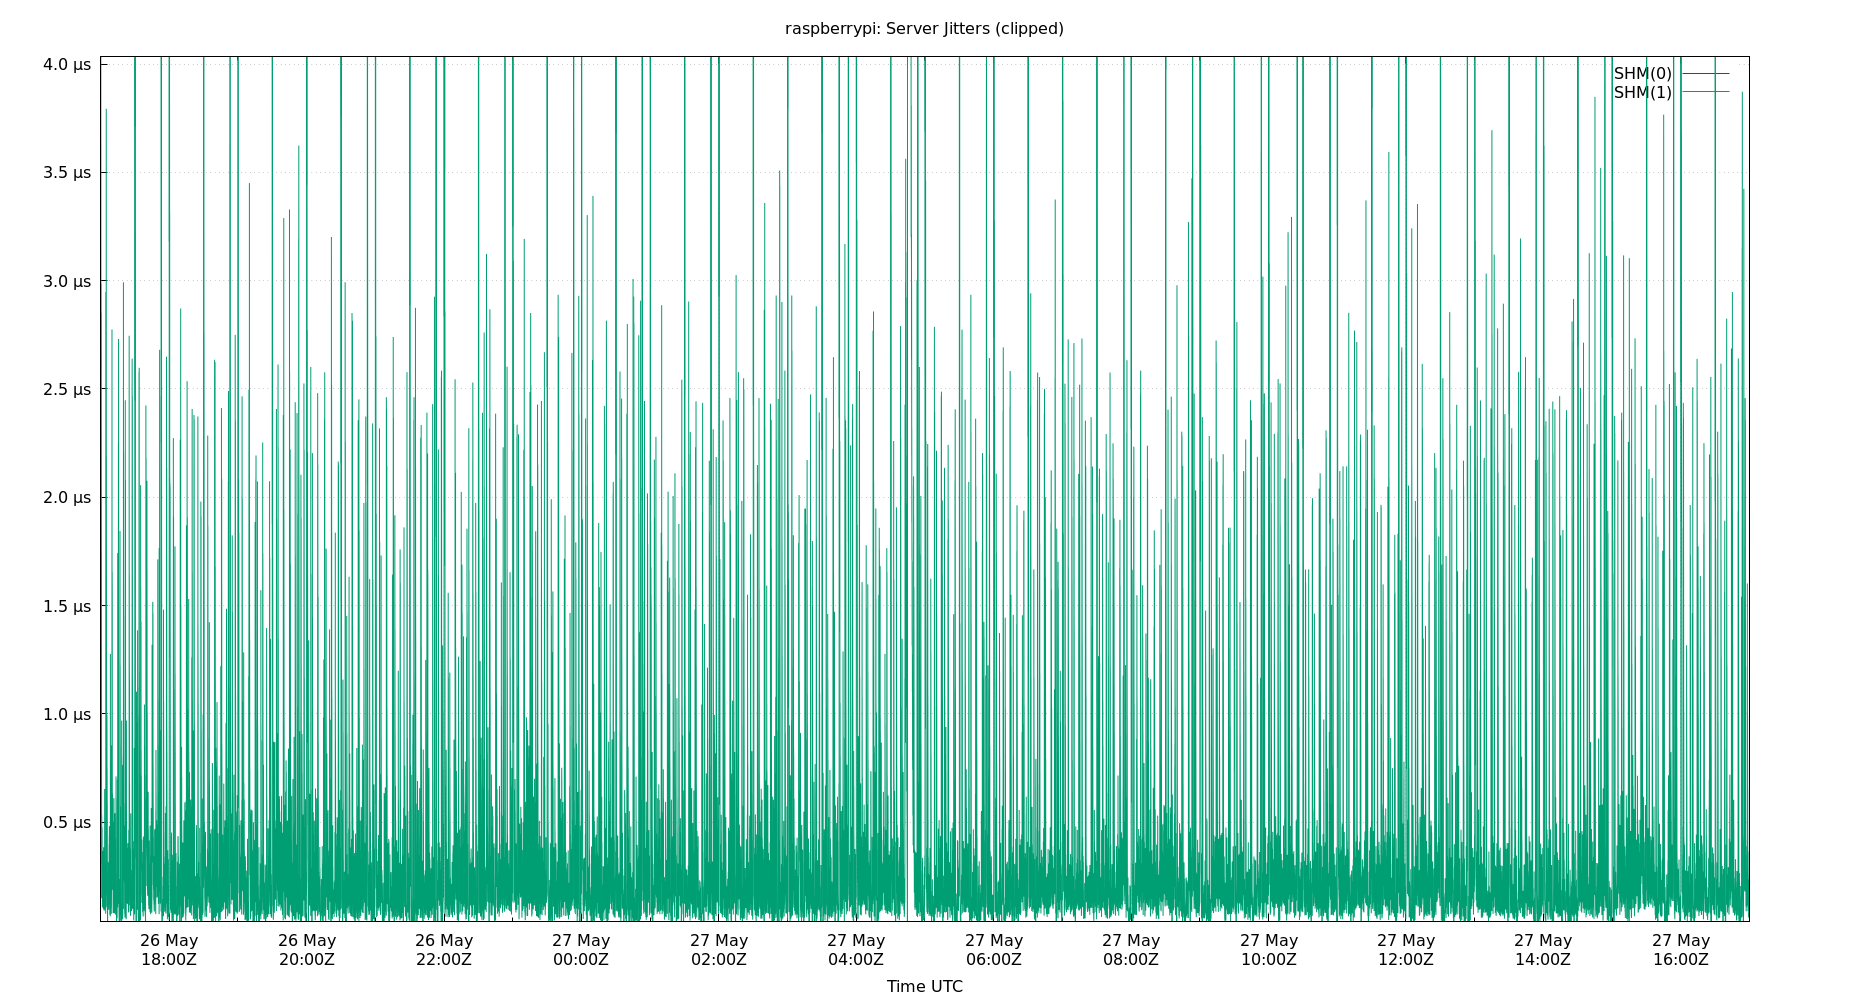 raspberrypi: Server Jitters (clipped)
4.0 µs
3.5 µs
3.0 µs
2.5 µs
2.0 µs
1.5 µs
1.0 µs
0.5 µs
SHM(0)
SHM(1)
26 May 26 May 26 May 27 May 27 May 27 May 27 May 27 May 27 May 27 May 27 May 27 May
18:00Z 20:00Z 22:00Z 00:00Z 02:00Z 04:00Z 06:00Z 08:00Z 10:00Z 12:00Z 14:00Z 16:00Z
Time UTC